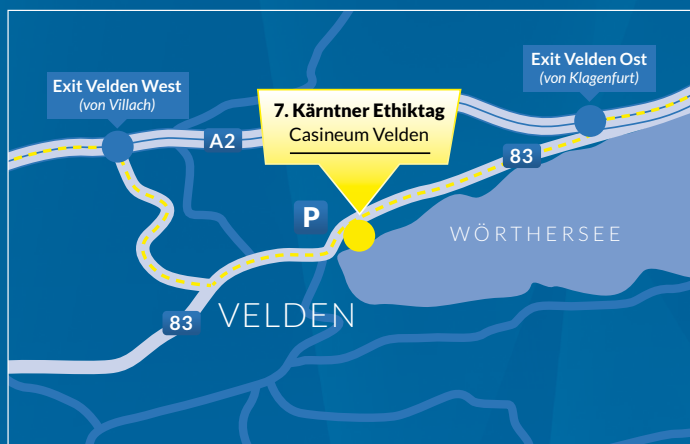 Exit Velden West
(von Villach)
A2
7. Kärntner Ethiktag
Casineum Velden
Exit Velden Ost
(von Klagenfurt)
83
P
WÖRTHERSEE
VELDEN
83